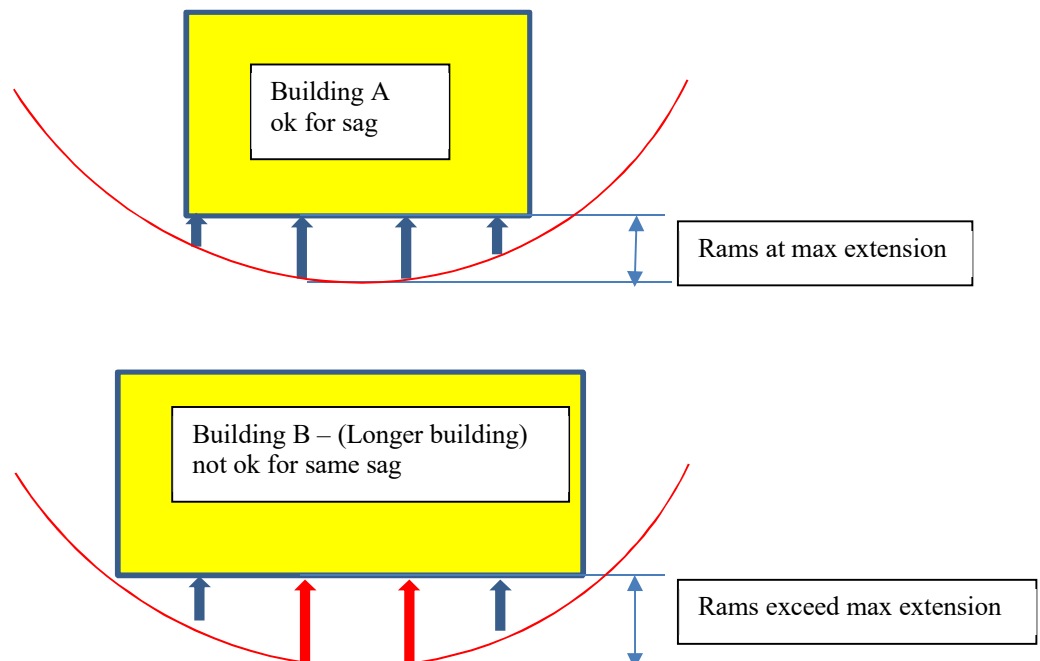 Building A
ok for sag
Rams at max extension
Building B – (Longer building)
not ok for same sag
Rams exceed max extension